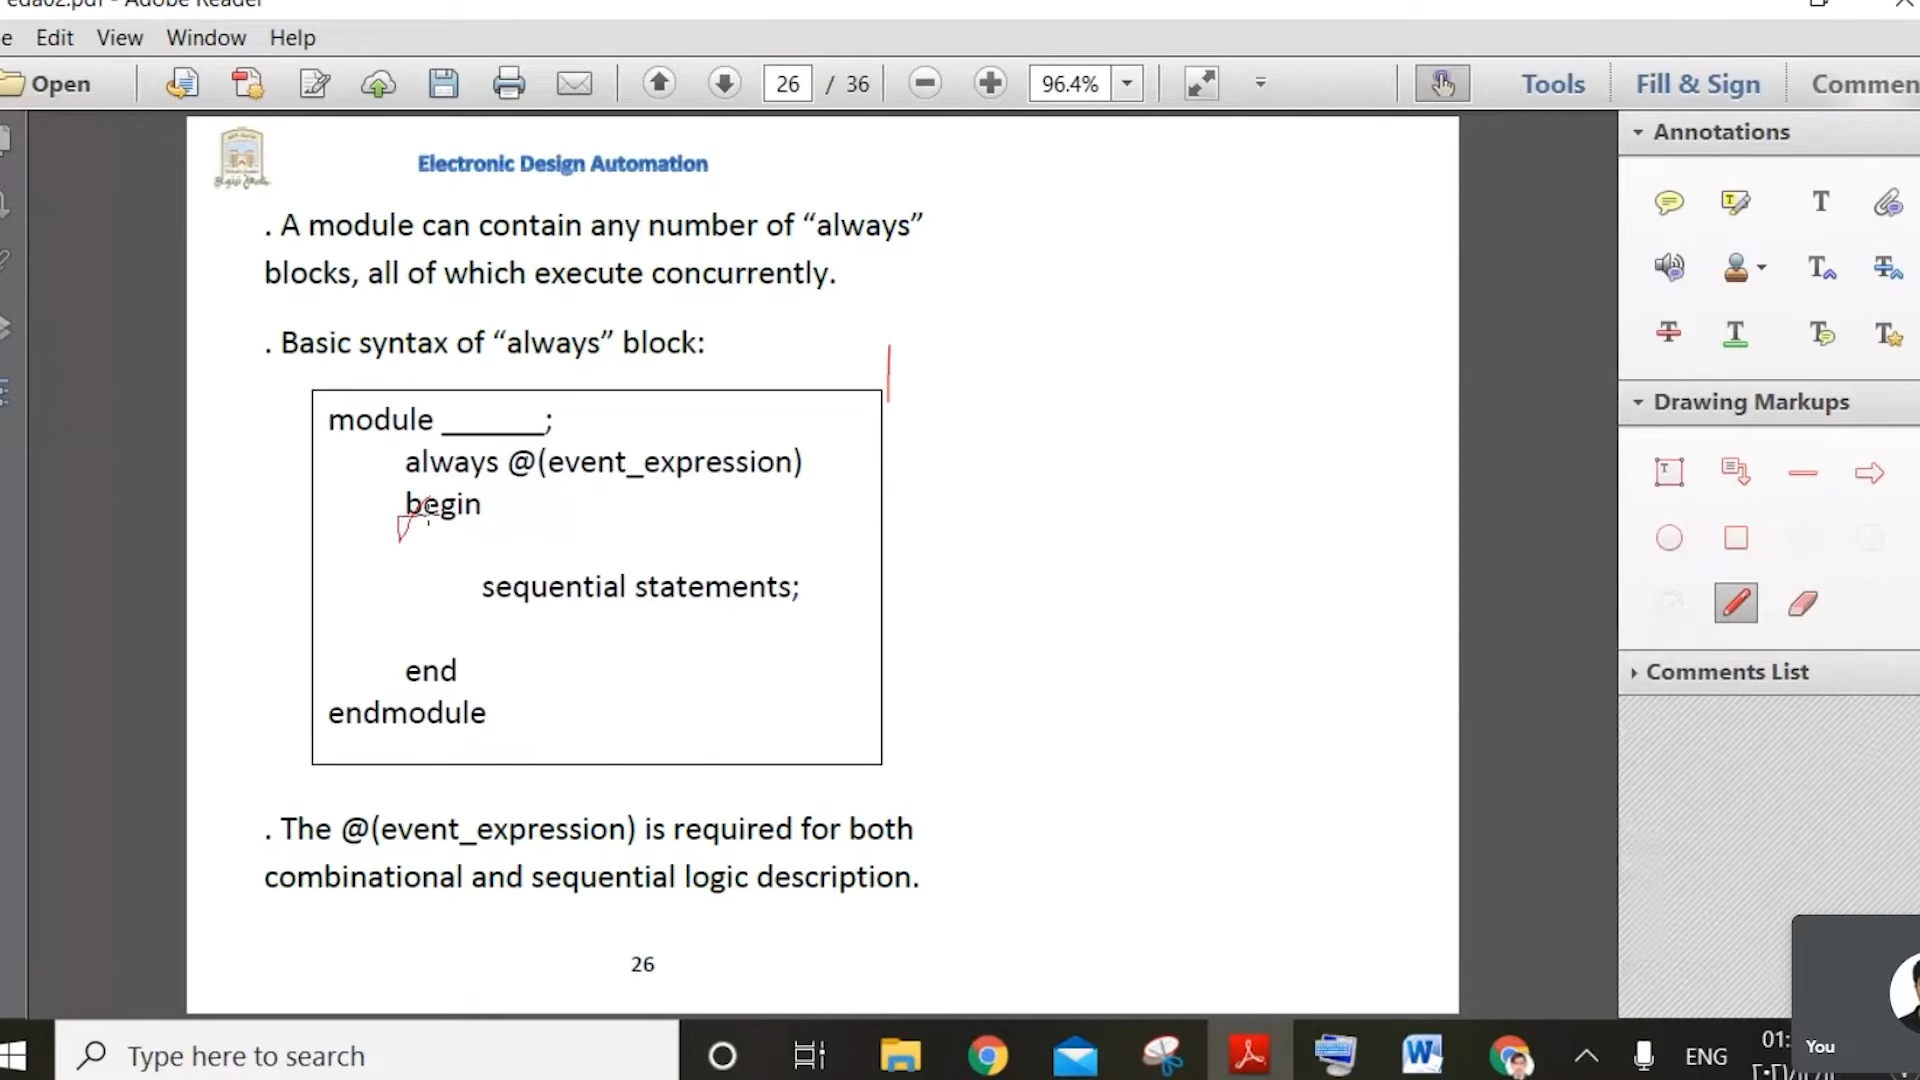 Edit View Window Help
Open 26 / 36 96.4% Tools Fill & Sign
Annotations
Electronic Design Automation
. A module can contain any number of “always”
blocks, all of which execute concurrently.
. Basic syntax of “always” block:
module ______;
always @(event_expression)
begin
sequential statements;
end
endmodule
. The @(event_expression) is required for both
combinational and sequential logic description.
26
Drawing Markups
Comments List
Type here to search
ENG
01:
You